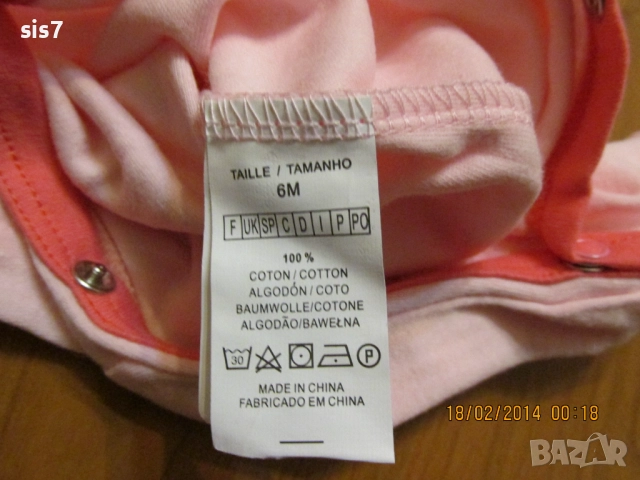 sis7
TAILLE / TAMANHO
6M
F UK SP C D I P PO
100 %
COTON / COTTON
ALGODÓN / COTO
BAUMWOLLE/COTONE
ALGODÃO/BAWEŁNA
30 P
MADE IN CHINA
FABRICADO EM CHINA
18/02/2014 00:18
BAZAR